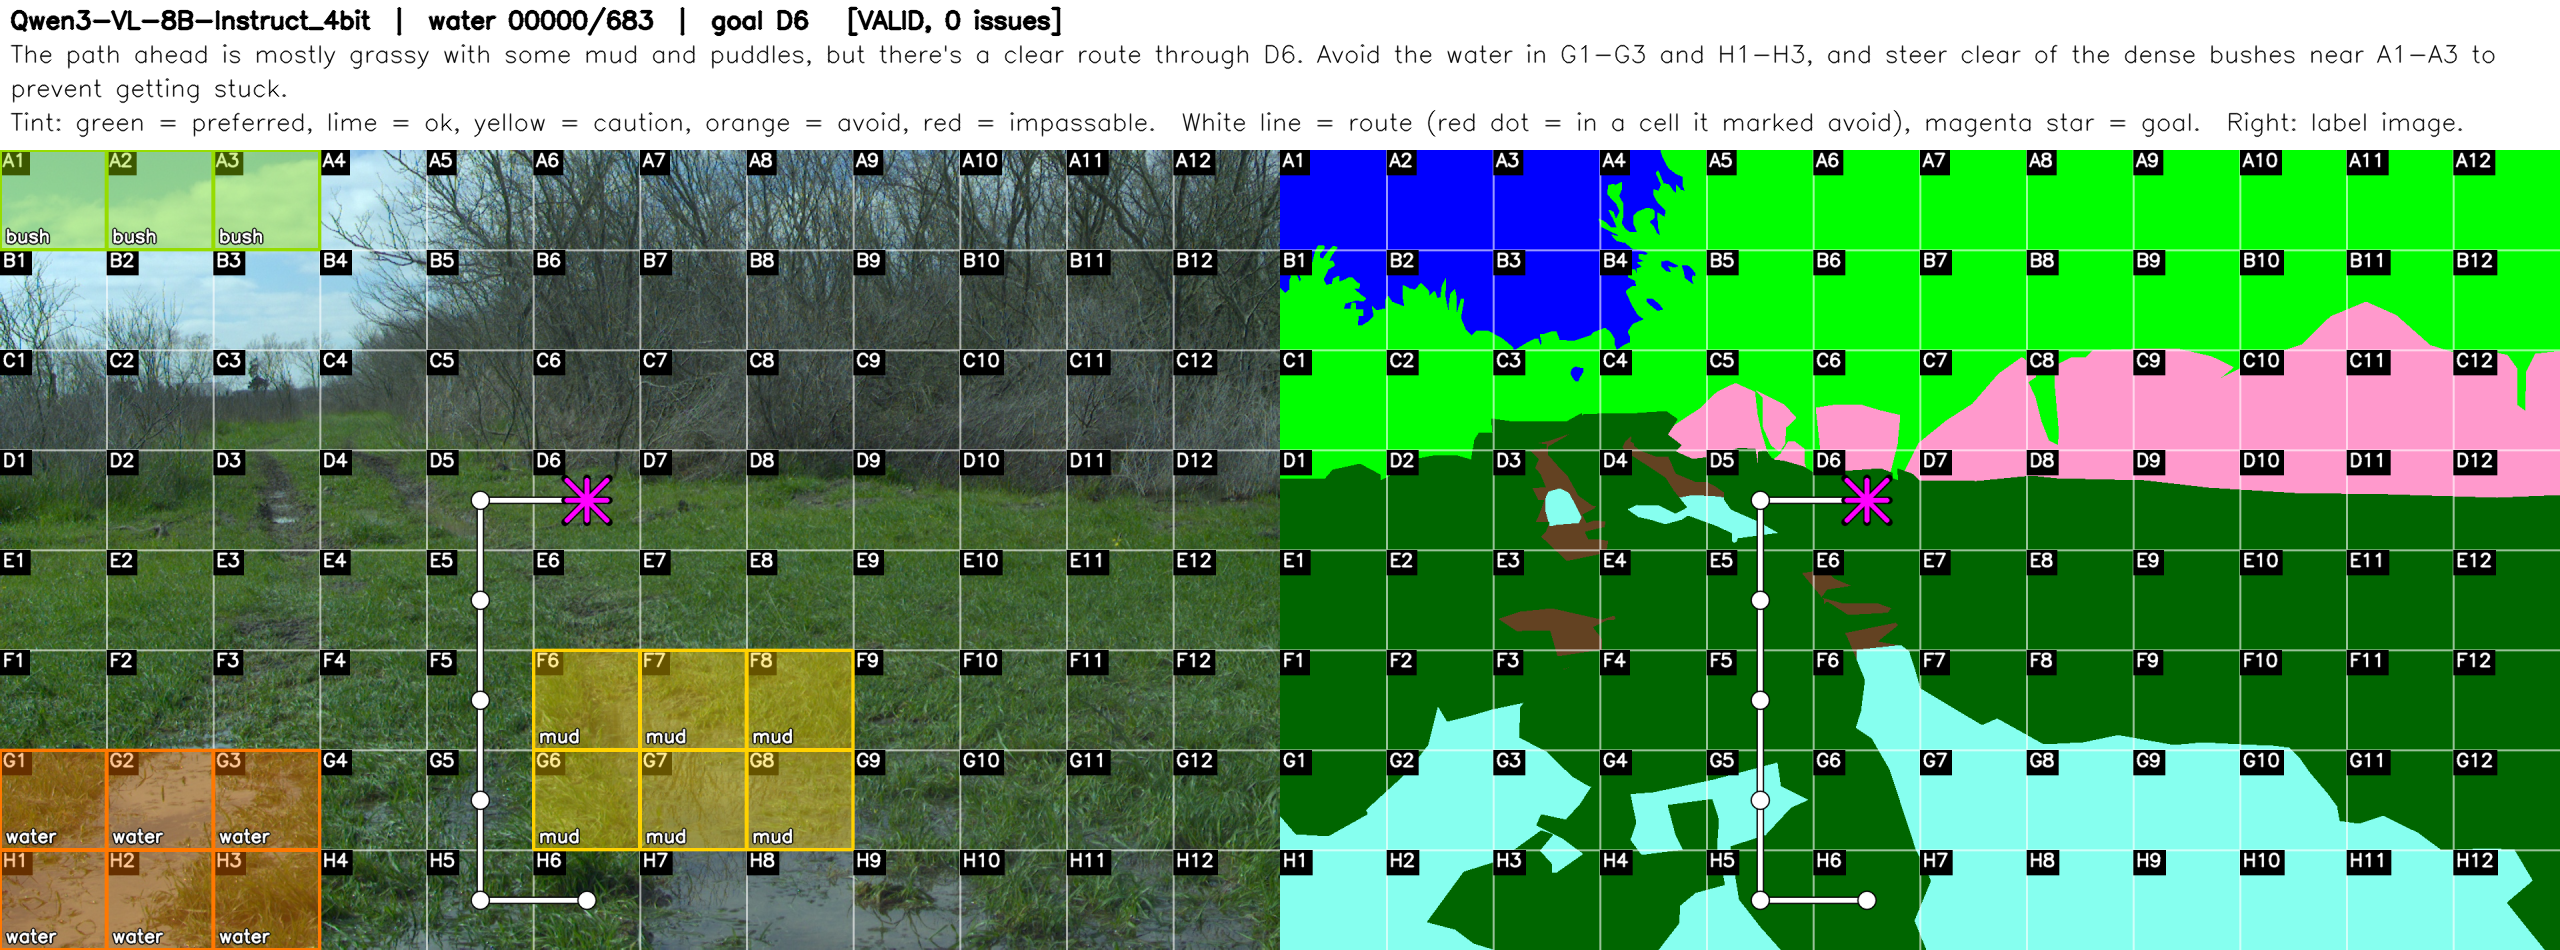 Qwen3-VL-8B-Instruct_4bit | water 00000/683 | goal D6 [VALID, 0 issues]
The path ahead is mostly grassy with some mud and puddles, but there's a clear route through D6. Avoid the water in G1-G3 and H1-H3, and steer clear of the dense bushes near A1-A3 to
prevent getting stuck.
Tint: green = preferred, lime = ok, yellow = caution, orange = avoid, red = impassable. White line = route (red dot = in a cell it marked avoid), magenta star = goal. Right: label image.
A1 A2 A3 A4 A5 A6 A7 A8 A9 A10 A11 A12 A1 A2 A3 A4 A5 A6 A7 A8 A9 A10 A11 A12
bush bush bush
B1 B2 B3 B4 B5 B6 B7 B8 B9 B10 B11 B12 B1 B2 B3 B4 B5 B6 B7 B8 B9 B10 B11 B12
C1 C2 C3 C4 C5 C6 C7 C8 C9 C10 C11 C12 C1 C2 C3 C4 C5 C6 C7 C8 C9 C10 C11 C12
D1 D2 D3 D4 D5 D6 D7 D8 D9 D10 D11 D12 D1 D2 D3 D4 D5 D6 D7 D8 D9 D10 D11 D12
E1 E2 E3 E4 E5 E6 E7 E8 E9 E10 E11 E12 E1 E2 E3 E4 E5 E6 E7 E8 E9 E10 E11 E12
F1 F2 F3 F4 F5 F6 F7 F8 F9 F10 F11 F12 F1 F2 F3 F4 F5 F6 F7 F8 F9 F10 F11 F12
mud mud mud
G1 G2 G3 G4 G5 G6 G7 G8 G9 G10 G11 G12 G1 G2 G3 G4 G5 G6 G7 G8 G9 G10 G11 G12
water water water mud mud mud
H1 H2 H3 H4 H5 H6 H7 H8 H9 H10 H11 H12 H1 H2 H3 H4 H5 H6 H7 H8 H9 H10 H11 H12
water water water